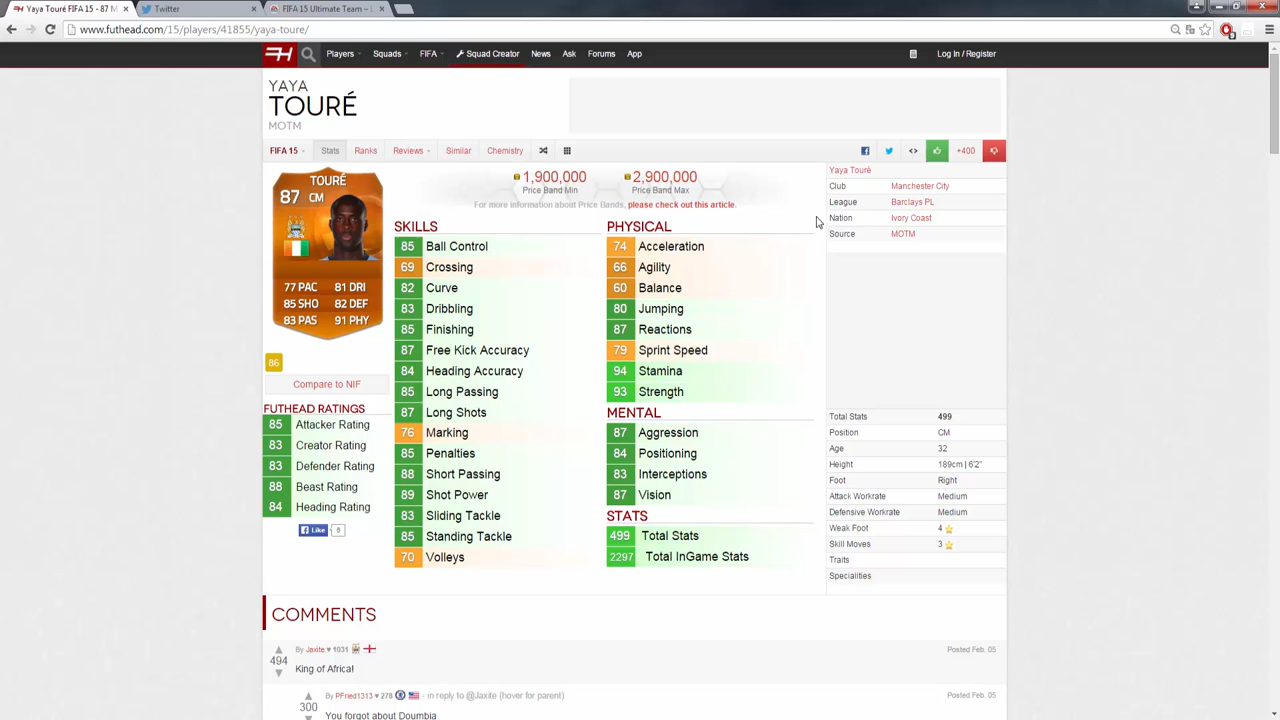 Yaya Touré FIFA 15 - 87 M
Twitter
FIFA 15 Ultimate Team –
www.futhead.com/15/players/41855/yaya-toure/
Players Squads FIFA Squad Creator News Ask Forums App Log In / Register
YAYA
TOURÉ
MOTM
FIFA 15 Stats Ranks Reviews Similar Chemistry +400
TOURÉ
87 CM
77 PAC 81 DRI
85 SHO 82 DEF
83 PAS 91 PHY
86
Compare to NIF
FUTHEAD RATINGS
85 Attacker Rating
83 Creator Rating
83 Defender Rating
88 Beast Rating
84 Heading Rating
Like 6
1,900,000 2,900,000
Price Band Min Price Band Max
For more information about Price Bands, please check out this article.
SKILLS
85 Ball Control
69 Crossing
82 Curve
83 Dribbling
85 Finishing
87 Free Kick Accuracy
84 Heading Accuracy
85 Long Passing
87 Long Shots
76 Marking
85 Penalties
88 Short Passing
89 Shot Power
83 Sliding Tackle
85 Standing Tackle
70 Volleys
PHYSICAL
74 Acceleration
66 Agility
60 Balance
80 Jumping
87 Reactions
79 Sprint Speed
94 Stamina
93 Strength
MENTAL
87 Aggression
84 Positioning
83 Interceptions
87 Vision
STATS
499 Total Stats
2297 Total InGame Stats
Yaya Touré
Club Manchester City
League Barclays PL
Nation Ivory Coast
Source MOTM
Total Stats 499
Position CM
Age 32
Height 189cm | 6'2"
Foot Right
Attack Workrate Medium
Defensive Workrate Medium
Weak Foot 4
Skill Moves 3
Traits
Specialities
COMMENTS
494
By Jaxite ♥ 1031 Posted Feb. 05
King of Africa!
300
By PFried1313 ♥ 278 - in reply to @Jaxite (hover for parent) Posted Feb. 05
You forgot about Doumbia